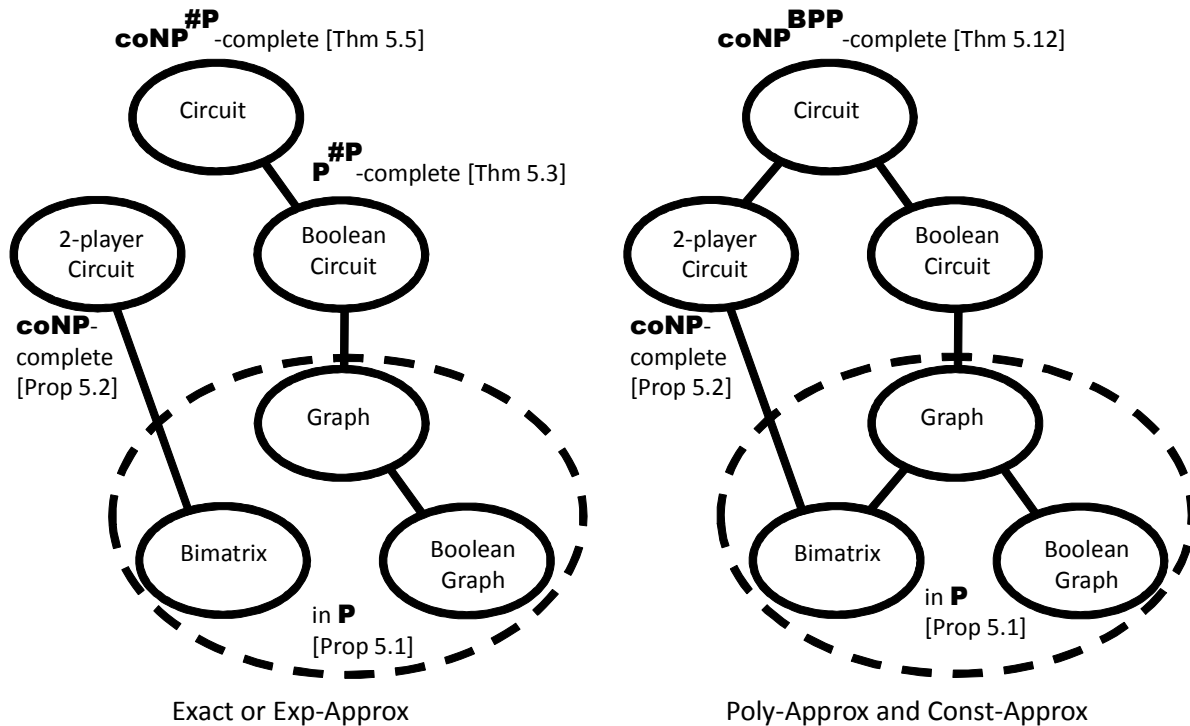 coNP^#P-complete [Thm 5.5]
Circuit
P^#P-complete [Thm 5.3]
2-player
Circuit
Boolean
Circuit
coNP-
complete
[Prop 5.2]
Graph
Bimatrix
Boolean
Graph
in P
[Prop 5.1]
Exact or Exp-Approx
coNP^BPP-complete [Thm 5.12]
Circuit
2-player
Circuit
Boolean
Circuit
coNP-
complete
[Prop 5.2]
Graph
Bimatrix
Boolean
Graph
in P
[Prop 5.1]
Poly-Approx and Const-Approx